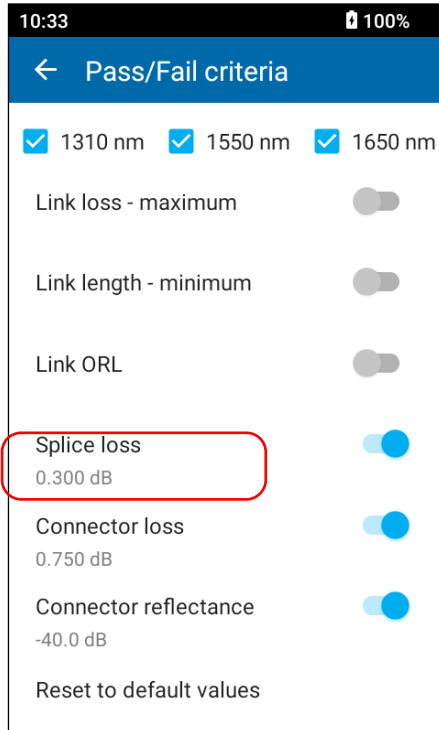 10:33 100%
Pass/Fail criteria
1310 nm 1550 nm 1650 nm
Link loss - maximum
Link length - minimum
Link ORL
Splice loss
0.300 dB
Connector loss
0.750 dB
Connector reflectance
-40.0 dB
Reset to default values